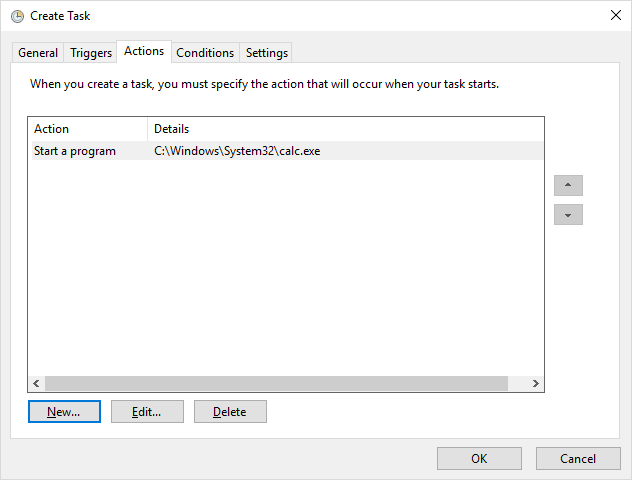 Create Task
General Triggers Actions Conditions Settings
When you create a task, you must specify the action that will occur when your task starts.
Action Details
Start a program C:\Windows\System32\calc.exe
New... Edit... Delete
OK Cancel